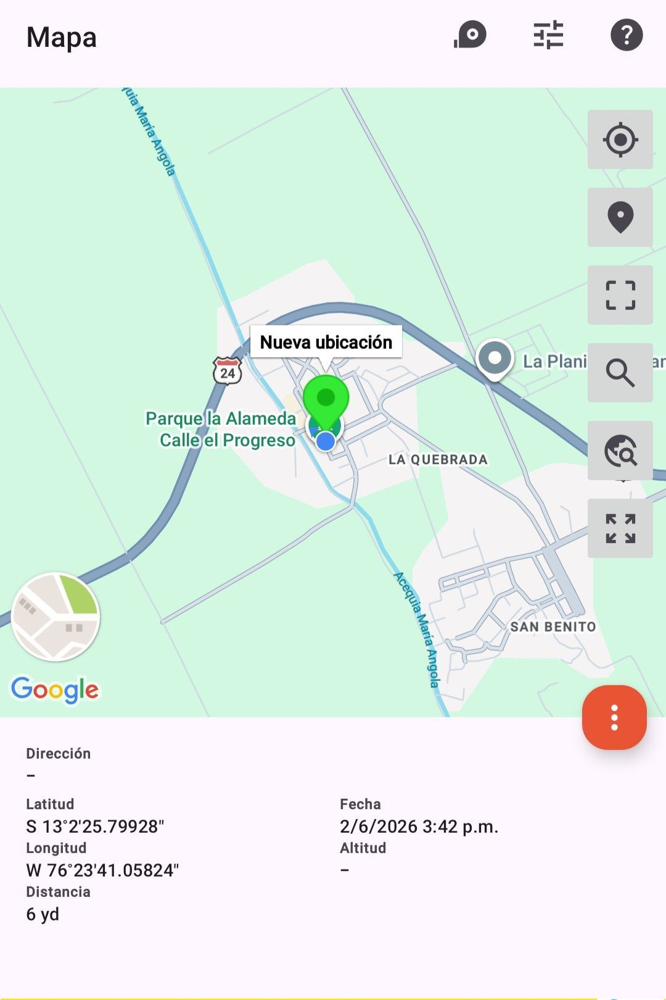 Mapa
quia María Angola
Nueva ubicación
24
La Plani
Parque la Alameda
Calle el Progreso
LA QUEBRADA
Acequia María Angola
SAN BENITO
Google
Dirección
–
Latitud
S 13°2'25.79928"
Fecha
2/6/2026 3:42 p.m.
Longitud
W 76°23'41.05824"
Altitud
–
Distancia
6 yd